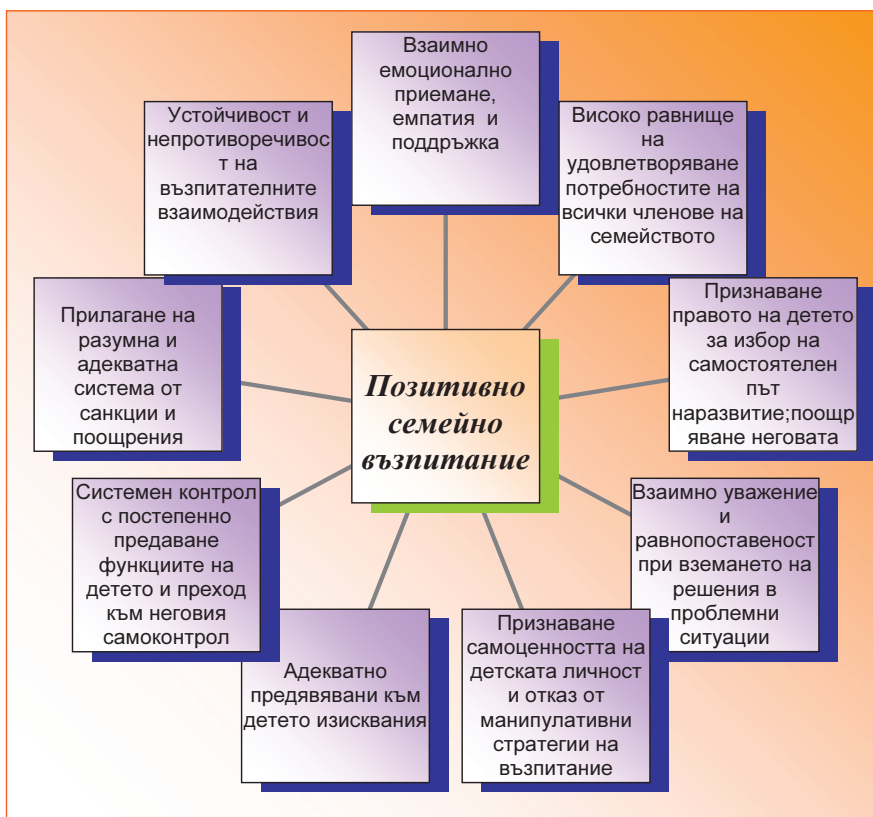 Взаимно
емоционално
приемане,
емпатия и
поддръжка
Високо равнище
на
удовлетворяване
потребностите на
всички членове на
семейството
Признаване
правото на детето
за избор на
самостоятелен
път
наразвитие;поощр
яване неговата
Взаимно уважение
и
равнопоставеност
при вземането на
решения в
проблемни
ситуации
Признаване
самоценността на
детската личност
и отказ от
манипулативни
стратегии на
възпитание
Адекватно
предявявани към
детето изисквания
Системен контрол
с постепенно
предаване
функциите на
детето и преход
към неговия
самоконтрол
Прилагане на
разумна и
адекватна
система от
санкции и
поощрения
Устойчивост и
непротиворечивос
т на
възпитателните
взаимодействия
Позитивно
семейно
възпитание